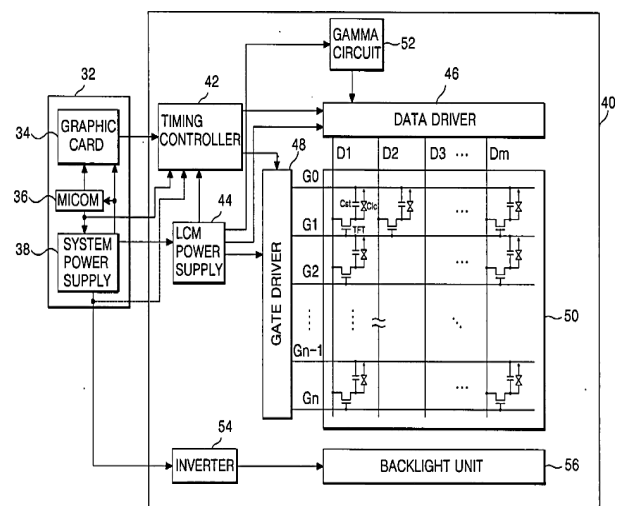 52
GAMMA
CIRCUIT
32
42
46
40
34
GRAPHIC
CARD
TIMING
CONTROLLER
DATA DRIVER
48
D1 D2 D3 ... Dm
36
MICOM
44
G0
Cst Clc
G1
TFT
...
38
SYSTEM
POWER
SUPPLY
LCM
POWER
SUPPLY
GATE DRIVER
G2
...
50
Gn-1
Gn
...
54
INVERTER
BACKLIGHT UNIT
56